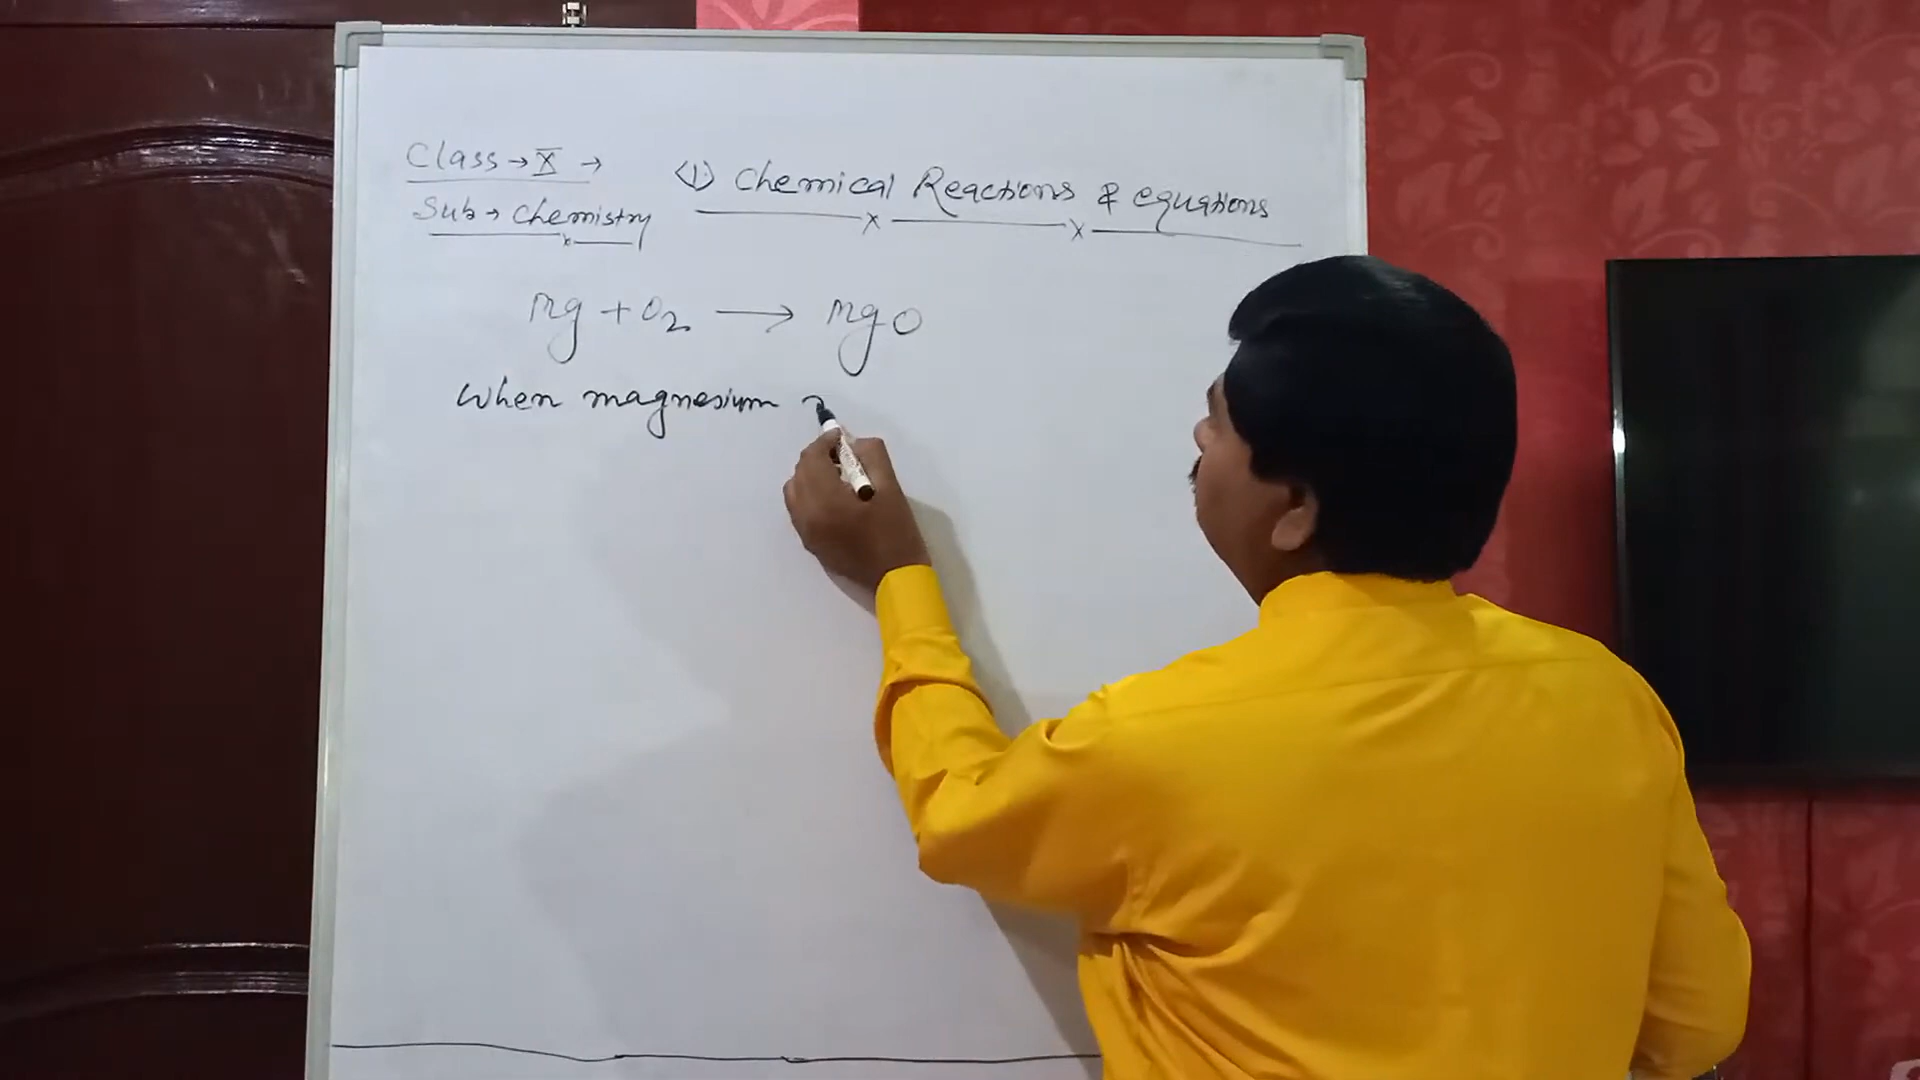 Class → X →
Sub → Chemistry
(1) Chemical Reactions & equations
Mg + O2 → MgO
When magnesium